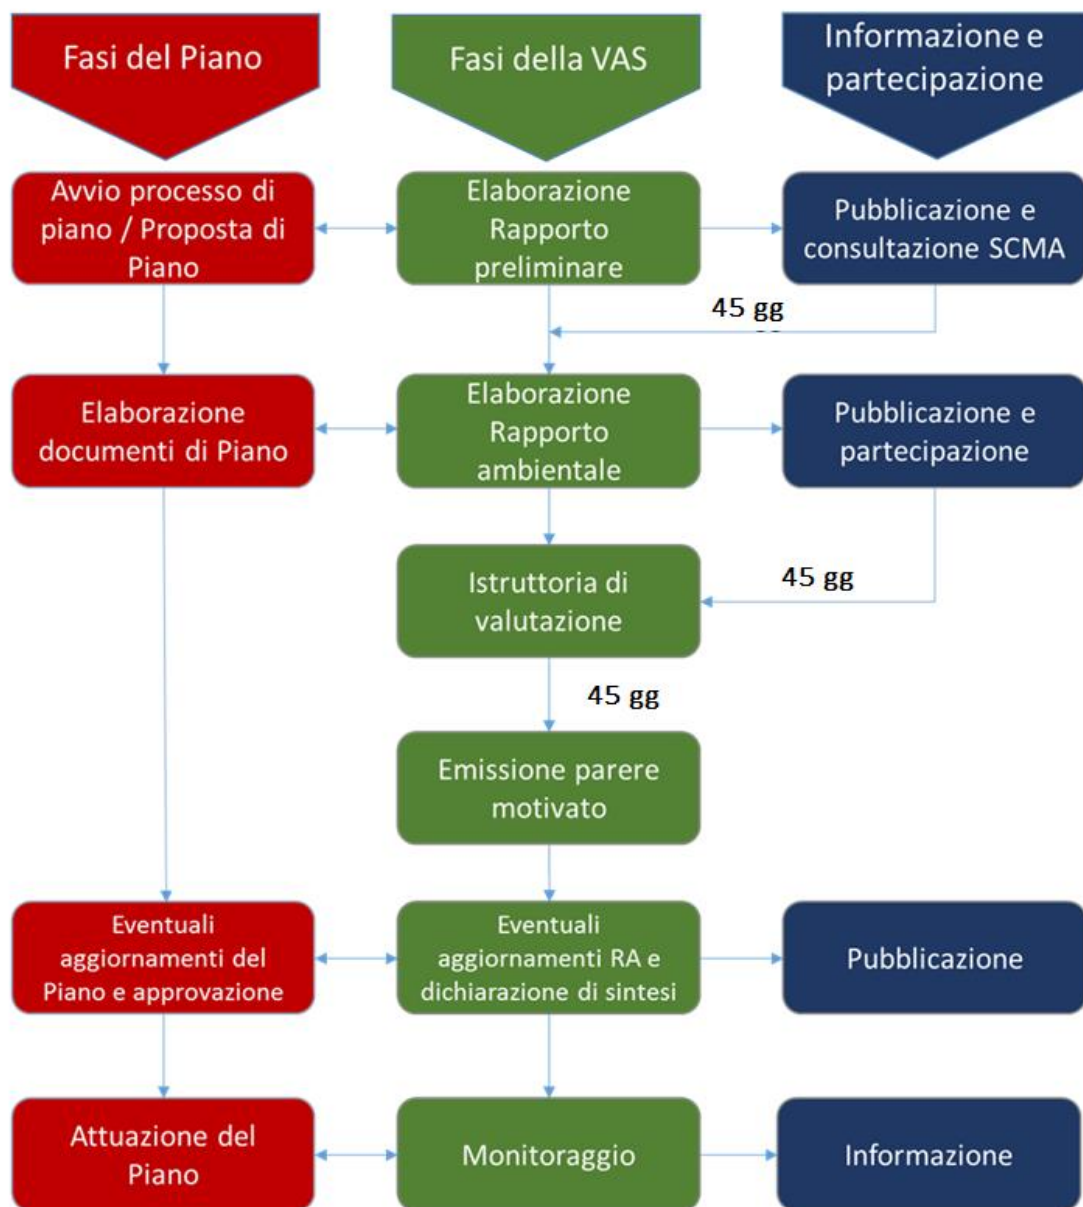 Fasi del Piano
Fasi della VAS
Informazione e
partecipazione
Avvio processo di
piano / Proposta di
Piano
Elaborazione
Rapporto
preliminare
Pubblicazione e
consultazione SCMA
45 gg
Elaborazione
documenti di Piano
Elaborazione
Rapporto
ambientale
Pubblicazione e
partecipazione
Istruttoria di
valutazione
45 gg
45 gg
Emissione parere
motivato
Eventuali
aggiornamenti del
Piano e approvazione
Eventuali
aggiornamenti RA e
dichiarazione di sintesi
Pubblicazione
Attuazione del
Piano
Monitoraggio
Informazione